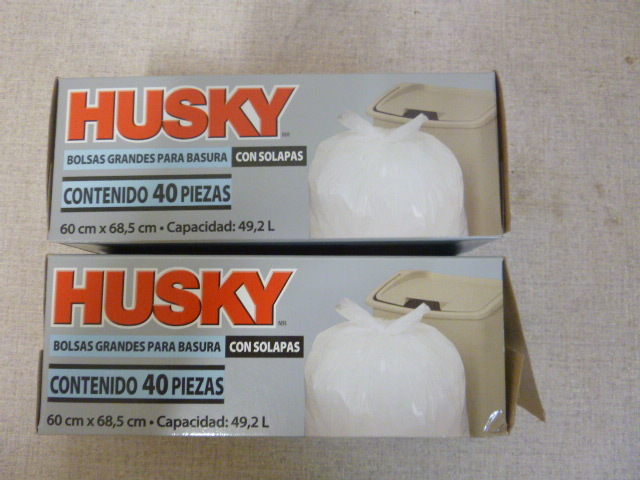 HUSKY
BOLSAS GRANDES PARA BASURA CON SOLAPAS
CONTENIDO 40 PIEZAS
60 cm x 68,5 cm • Capacidad: 49,2 L
HUSKY
BOLSAS GRANDES PARA BASURA CON SOLAPAS
CONTENIDO 40 PIEZAS
60 cm x 68,5 cm • Capacidad: 49,2 L